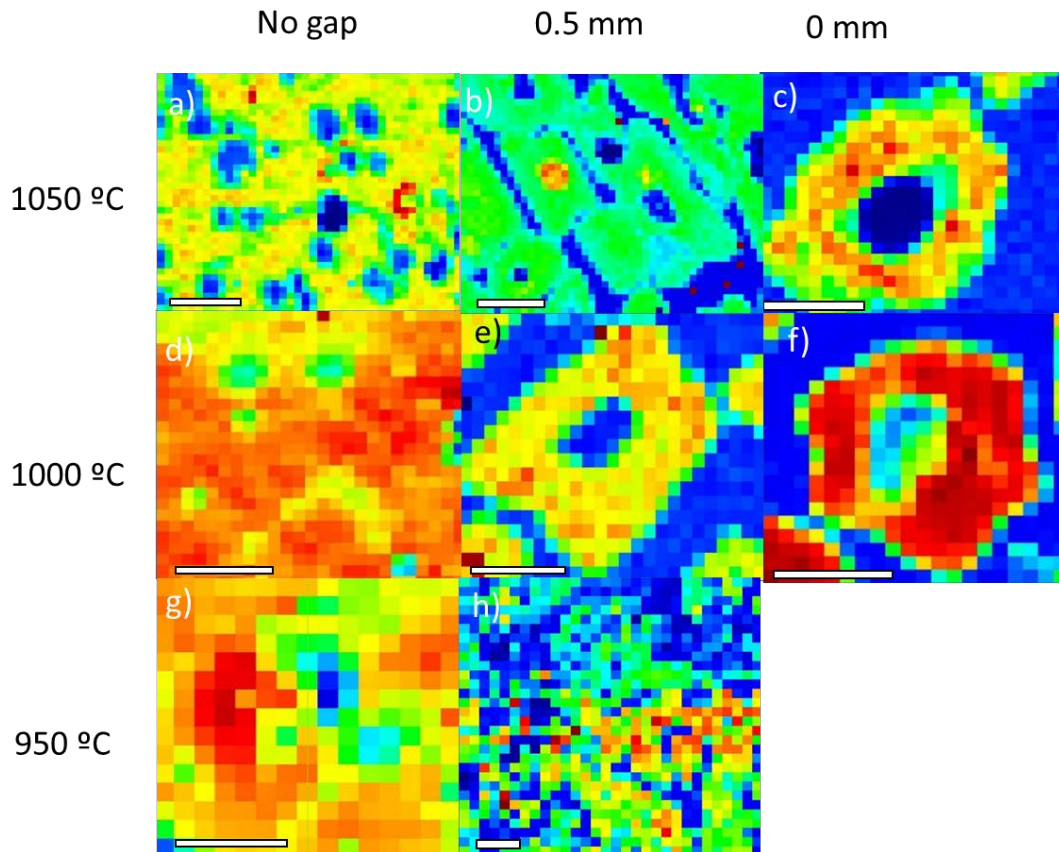 No gap 0.5 mm 0 mm
a) b) c)
1050 ºC
d) e) f)
1000 ºC
g) h)
950 ºC